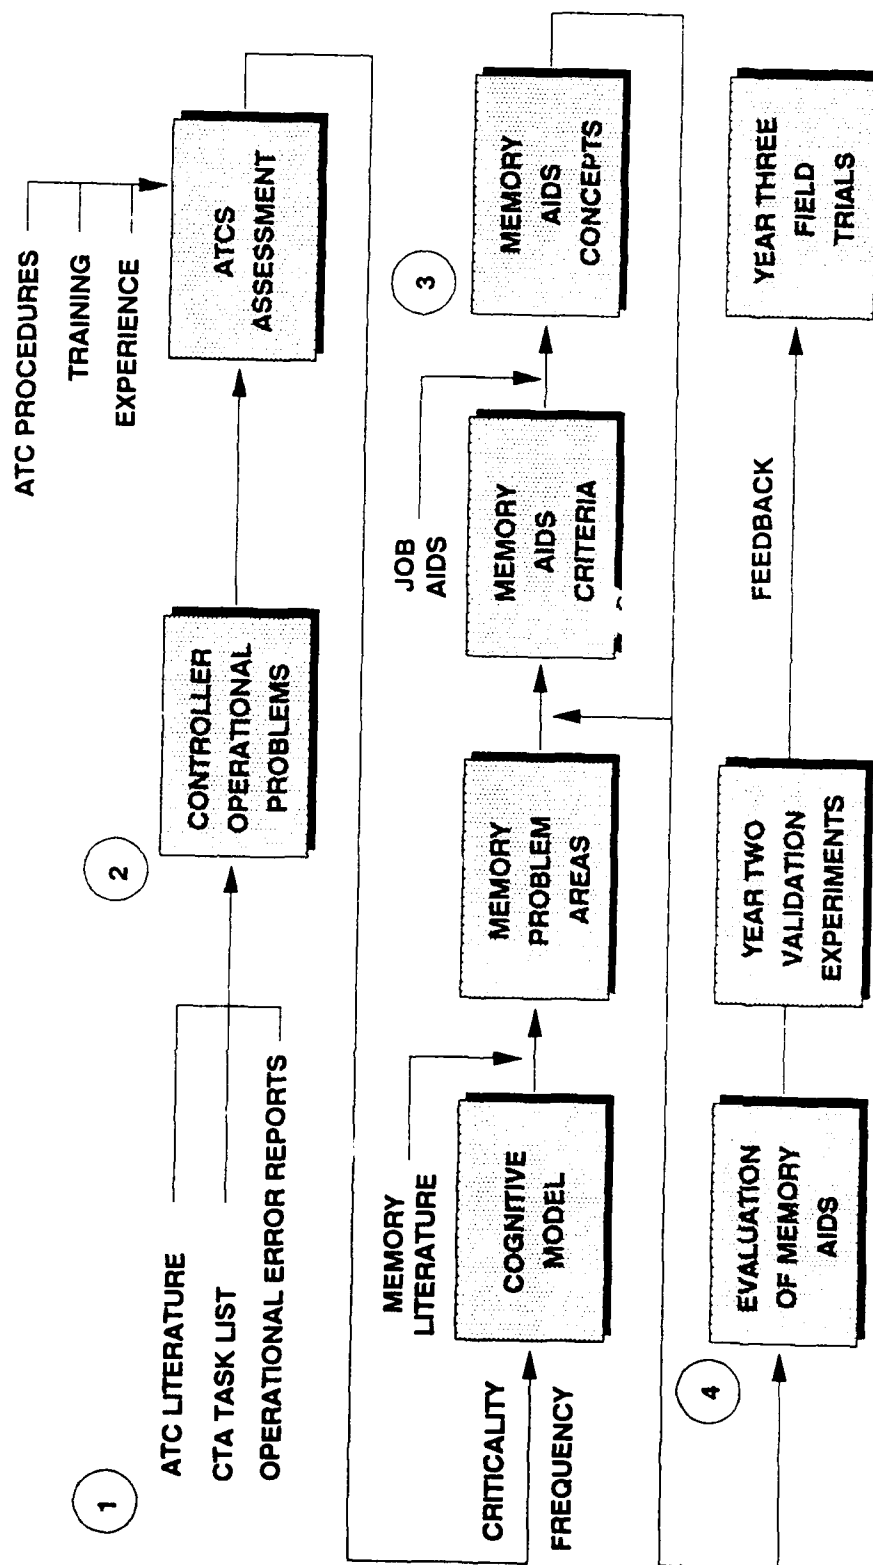 1
ATC LITERATURE
CTA TASK LIST
OPERATIONAL ERROR REPORTS
2
CONTROLLER
OPERATIONAL
PROBLEMS
ATC PROCEDURES
TRAINING
EXPERIENCE
ATCS
ASSESSMENT
CRITICALITY
FREQUENCY
MEMORY
LITERATURE
COGNITIVE
MODEL
MEMORY
PROBLEM
AREAS
JOB
AIDS
MEMORY
AIDS
CRITERIA
3
MEMORY
AIDS
CONCEPTS
4
EVALUATION
OF MEMORY
AIDS
YEAR TWO
VALIDATION
EXPERIMENTS
FEEDBACK
YEAR THREE
FIELD
TRIALS